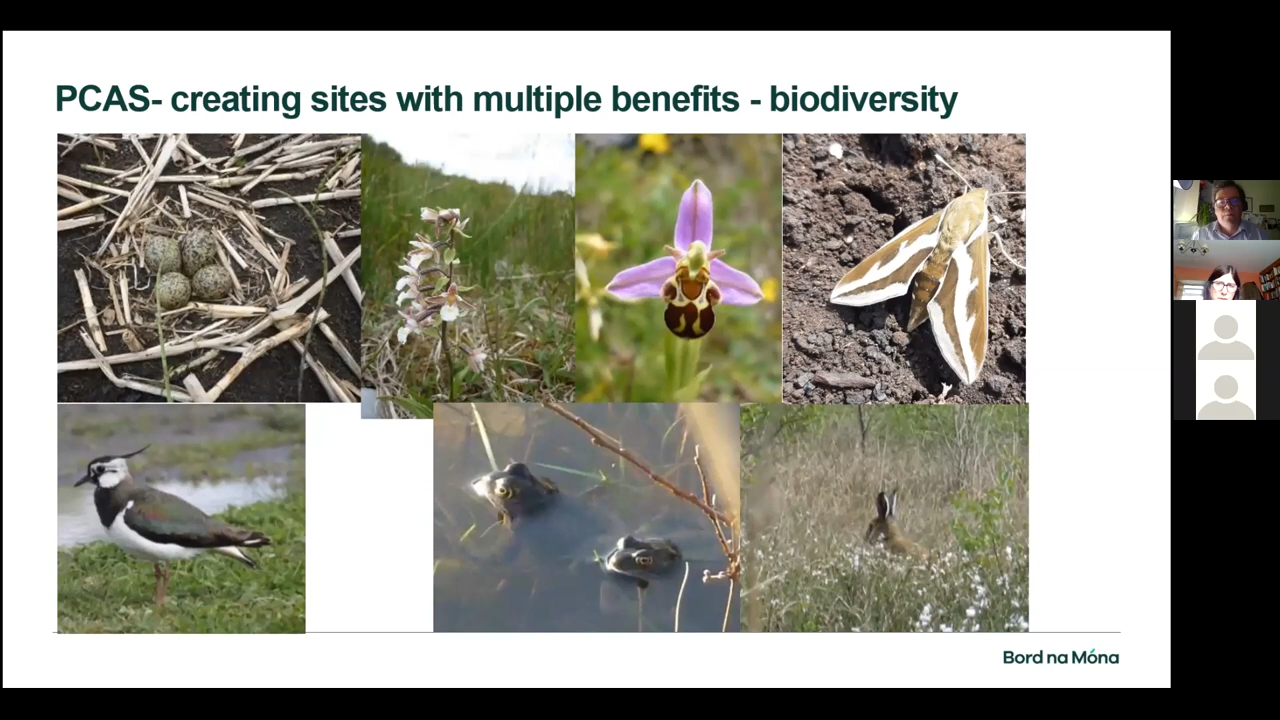 PCAS- creating sites with multiple benefits - biodiversity
Bord na Móna